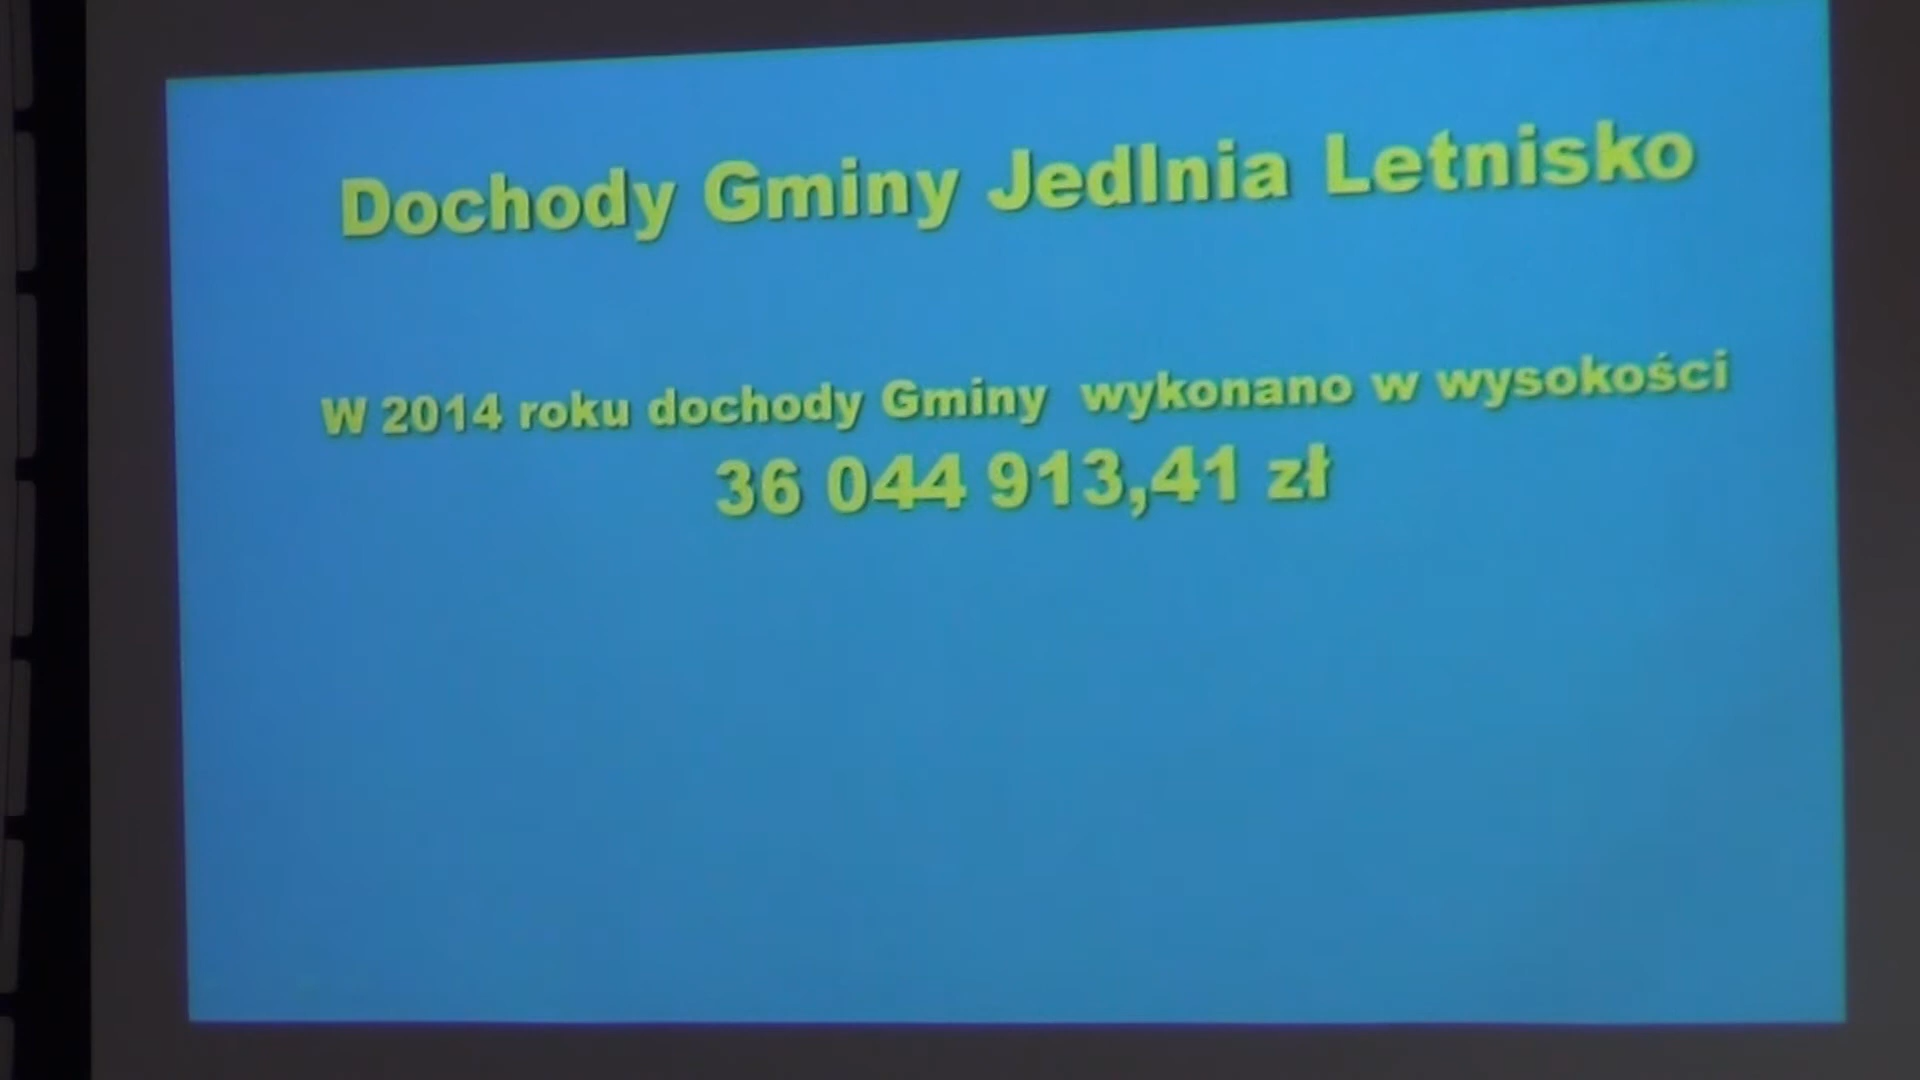 Dochody Gminy Jedlnia Letnisko
W 2014 roku dochody Gminy wykonano w wysokości
36 044 913,41 zł